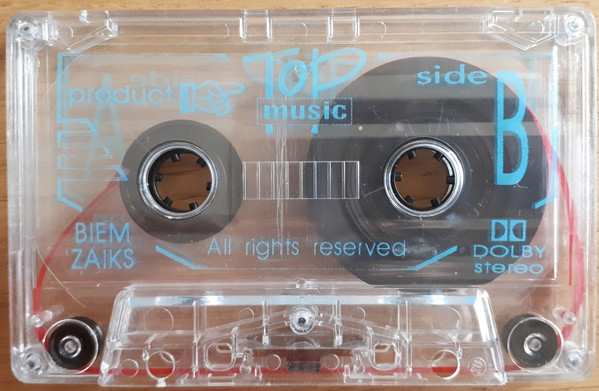 TOP
music
product
side B
BIEM
ZAIKS
All rights reserved
DOLBY
stereo